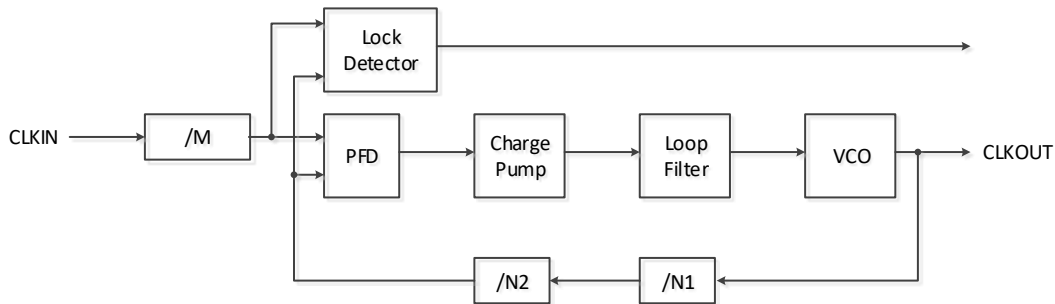 Lock
Detector
CLKIN
/M
PFD
Charge
Pump
Loop
Filter
VCO
CLKOUT
/N2
/N1